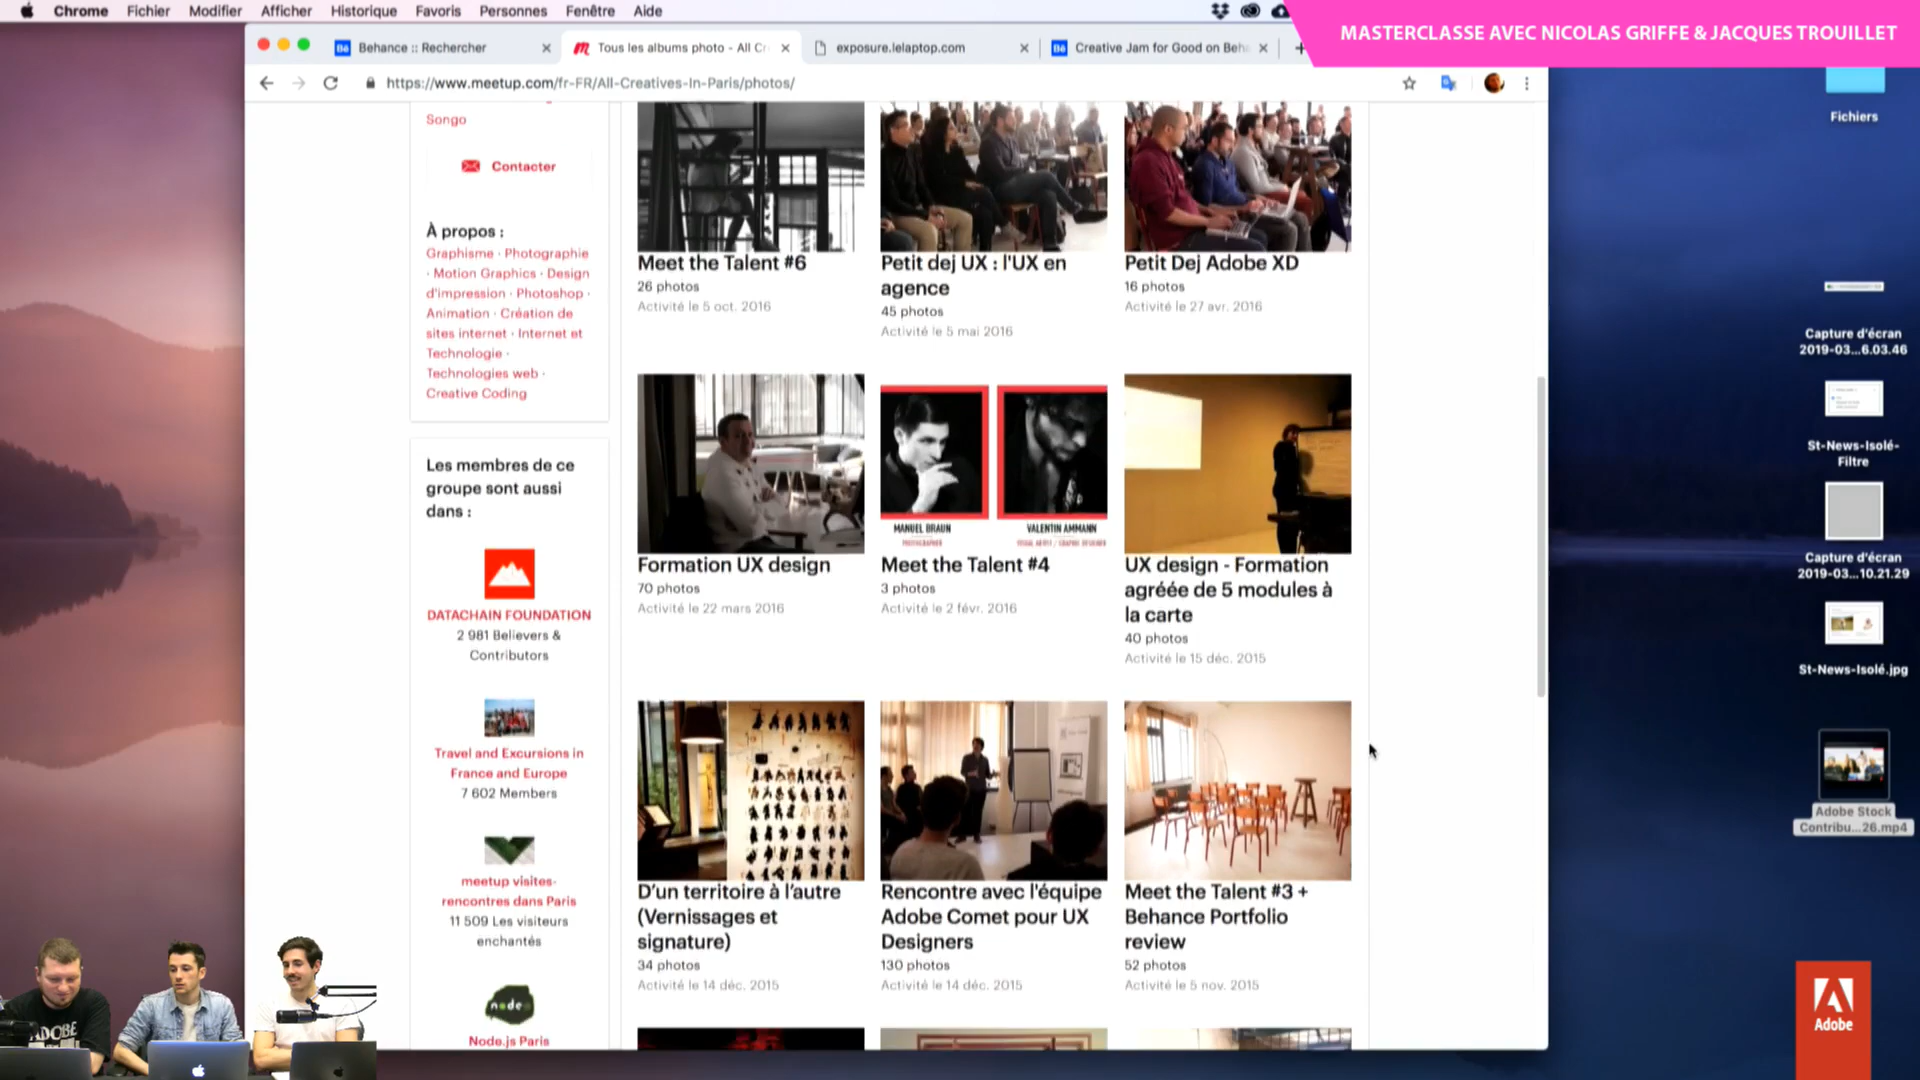 Chrome Fichier Modifier Afficher Historique Favoris Personnes Fenêtre Aide
MASTERCLASSE AVEC NICOLAS GRIFFE & JACQUES TROUILLET
Bē Behance :: Rechercher
Tous les albums photo - All Cr
exposure.lelaptop.com
Bē Creative Jam for Good on Beh
https://www.meetup.com/fr-FR/All-Creatives-In-Paris/photos/
Songo
Contacter
À propos :
Graphisme · Photographie
· Motion Graphics · Design
d'impression · Photoshop ·
Animation · Création de
sites internet · Internet et
Technologie ·
Technologies web ·
Creative Coding
Les membres de ce
groupe sont aussi
dans :
DATACHAIN FOUNDATION
2 981 Believers &
Contributors
Travel and Excursions in
France and Europe
7 602 Members
meetup visites-
rencontres dans Paris
11 509 Les visiteurs
enchantés
node
Node.js Paris
Meet the Talent #6
26 photos
Activité le 5 oct. 2016
Petit dej UX : l'UX en
agence
45 photos
Activité le 5 mai 2016
Petit Dej Adobe XD
16 photos
Activité le 27 avr. 2016
Formation UX design
70 photos
Activité le 22 mars 2016
MANUEL BRAUN
PHOTOGRAPHER
VALENTIN AMMANN
VISUAL ARTIST / GRAPHIC DESIGNER
Meet the Talent #4
3 photos
Activité le 2 févr. 2016
UX design - Formation
agréée de 5 modules à
la carte
40 photos
Activité le 15 déc. 2015
D'un territoire à l'autre
(Vernissages et
signature)
34 photos
Activité le 14 déc. 2015
Rencontre avec l'équipe
Adobe Comet pour UX
Designers
130 photos
Activité le 14 déc. 2015
Meet the Talent #3 +
Behance Portfolio
review
52 photos
Activité le 5 nov. 2015
Fichiers
Capture d'écran
2019-03...6.03.46
St-News-Isolé-
Filtre
Capture d'écran
2019-03...10.21.29
St-News-Isolé.jpg
Adobe Stock
Contribu...26.mp4
ADOBE
Adobe